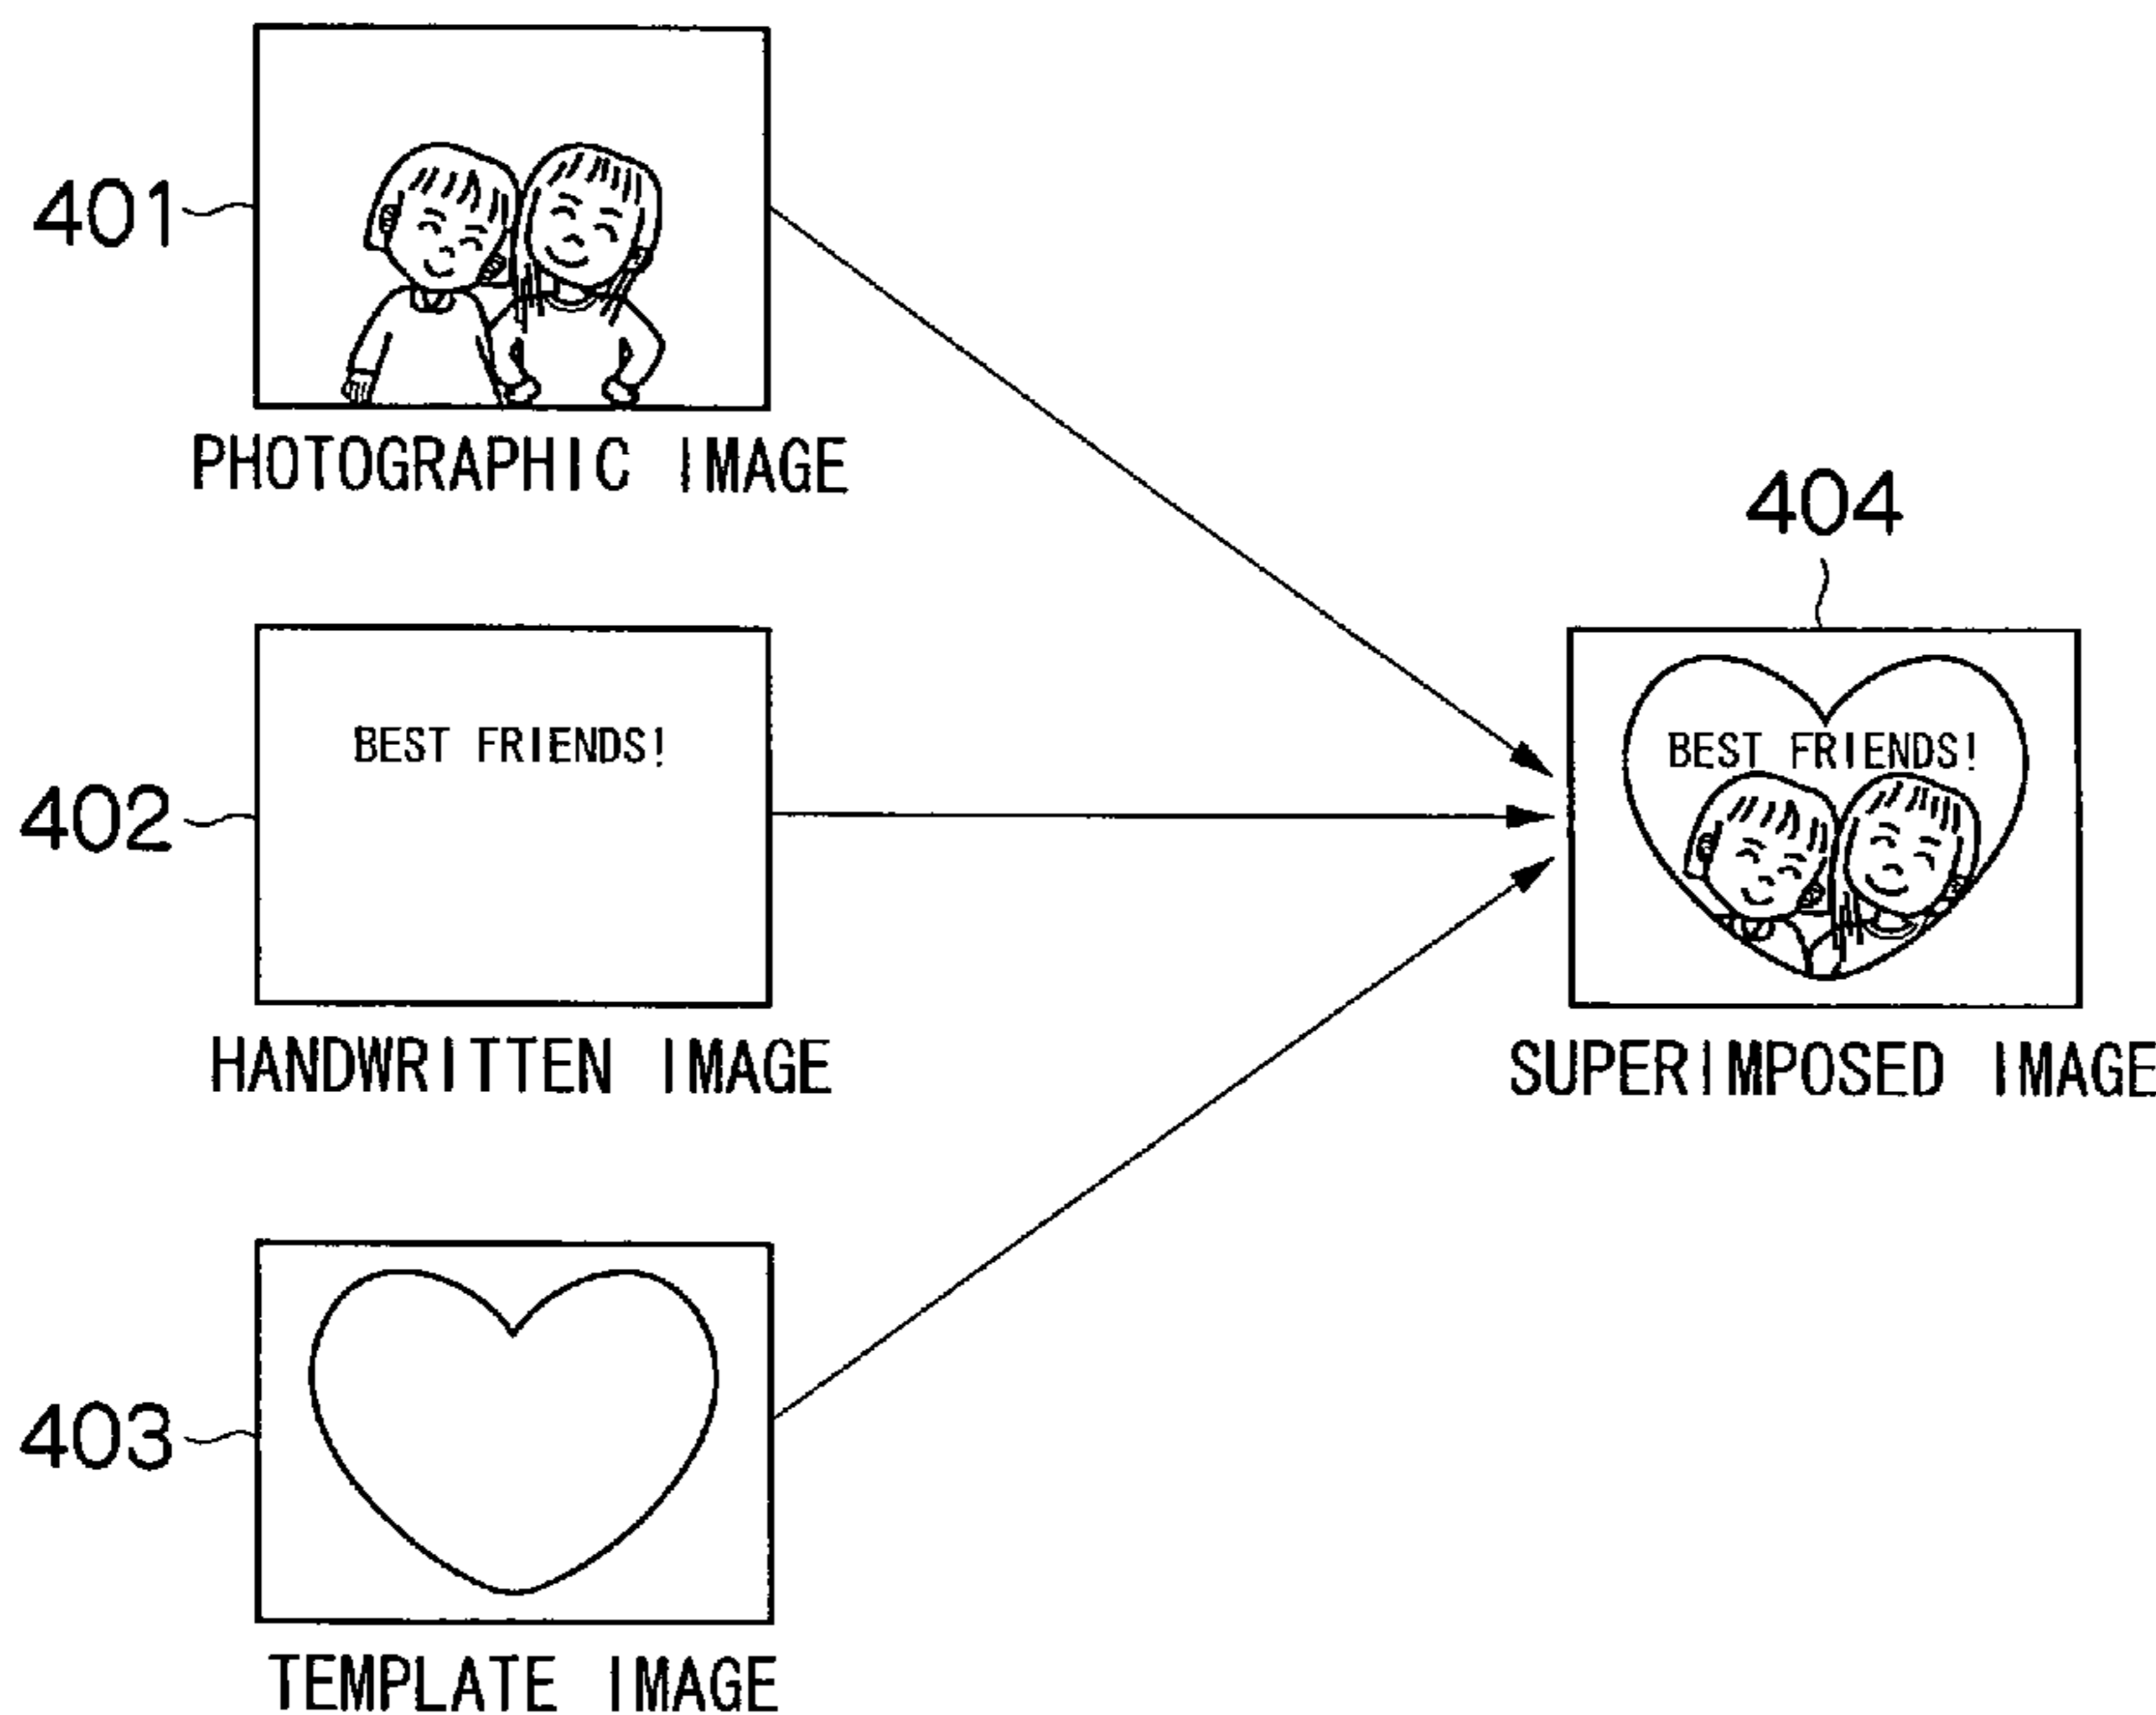 401
PHOTOGRAPHIC IMAGE
402
BEST FRIENDS!
HANDWRITTEN IMAGE
403
TEMPLATE IMAGE
404
BEST FRIENDS!
SUPERIMPOSED IMAGE